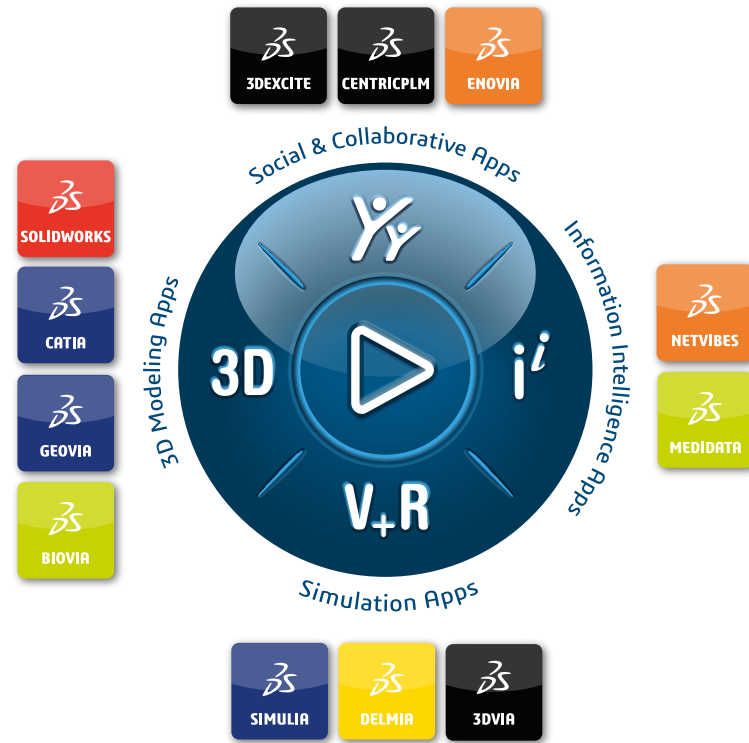 3DEXCITE
CENTRICPLM
ENOVIA
Social & Collaborative Apps
SOLIDWORKS
CATIA
GEOVIA
BIOVIA
3D Modeling Apps
3D
i i
V+R
Information Intelligence Apps
NETVIBES
MEDIDATA
Simulation Apps
SIMULIA
DELMIA
3DVIA